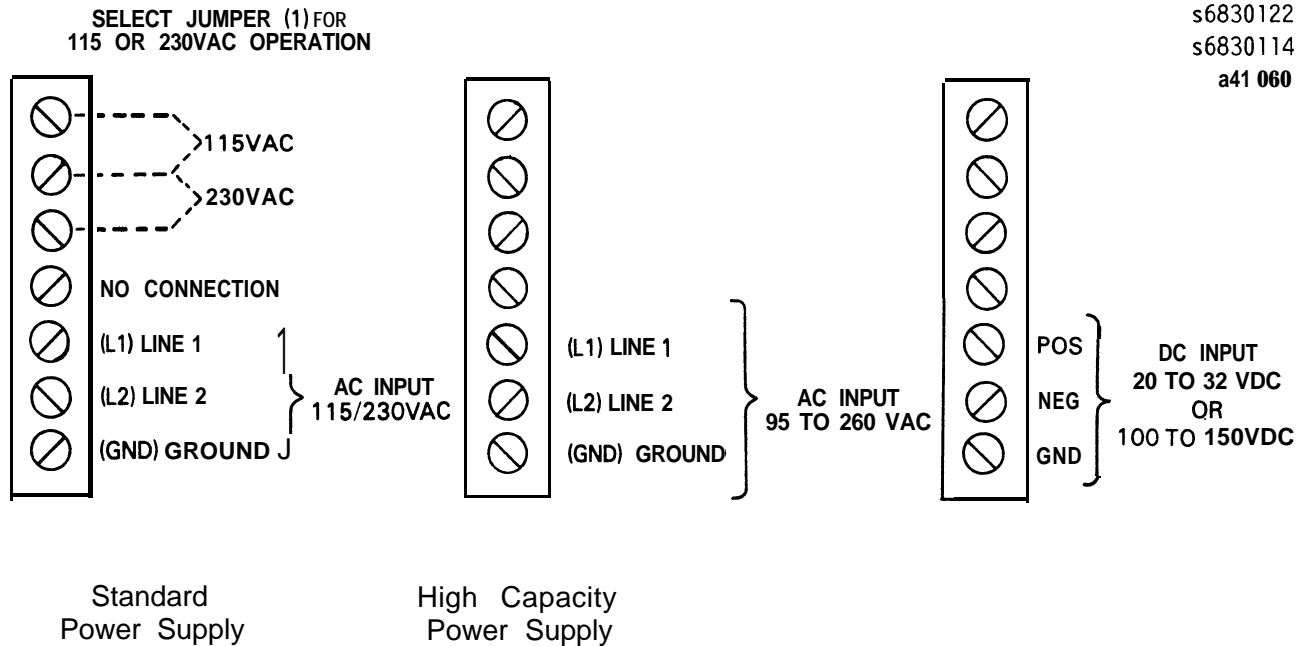 SELECT JUMPER (1) FOR
115 OR 230VAC OPERATION
s6830122
s6830114
a41 060
115VAC
230VAC
NO CONNECTION
(L1) LINE 1
(L2) LINE 2
(GND) GROUND
AC INPUT
115/230VAC
(L1) LINE 1
(L2) LINE 2
(GND) GROUND
AC INPUT
95 TO 260 VAC
POS
NEG
GND
DC INPUT
20 TO 32 VDC
OR
100 TO 150VDC
Standard
Power Supply
High Capacity
Power Supply